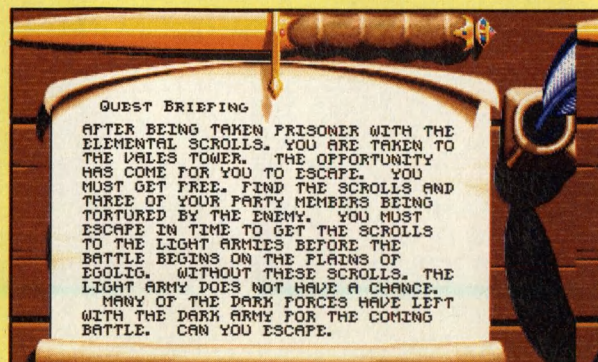 QUEST BRIEFING
AFTER BEING TAKEN PRISONER WITH THE
ELEMENTAL SCROLLS. YOU ARE TAKEN TO
THE VALES TOWER. THE OPPORTUNITY
HAS COME FOR YOU TO ESCAPE. YOU
MUST GET FREE. FIND THE SCROLLS AND
THREE OF YOUR PARTY MEMBERS BEING
TORTURED BY THE ENEMY. YOU MUST
ESCAPE IN TIME TO GET THE SCROLLS
TO THE LIGHT ARMIES BEFORE THE
BATTLE BEGINS ON THE PLAINS OF
EGOLIG. WITHOUT THESE SCROLLS. THE
LIGHT ARMY DOES NOT HAVE A CHANCE.
MANY OF THE DARK FORCES HAVE LEFT
WITH THE DARK ARMY FOR THE COMING
BATTLE. CAN YOU ESCAPE.